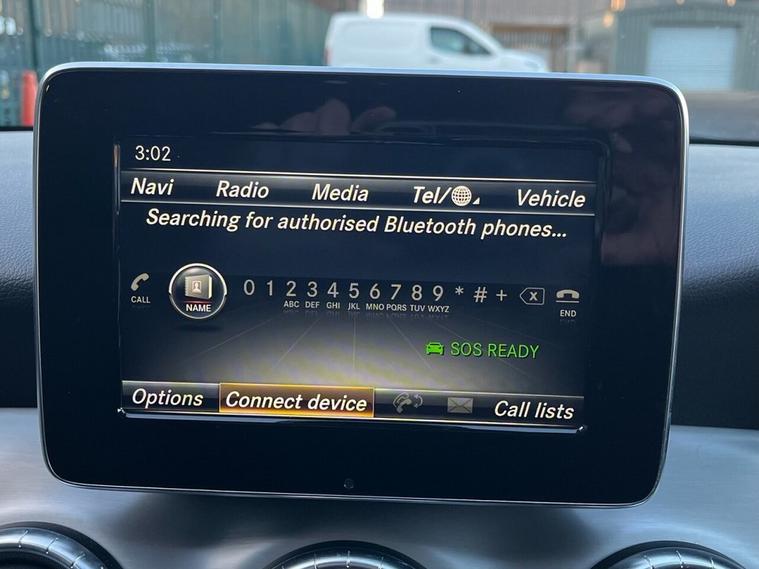 3:02
Navi Radio Media Tel/ Vehicle
Searching for authorised Bluetooth phones...
CALL NAME 0 1 2 3 4 5 6 7 8 9 * # + X END
ABC DEF GHI JKL MNO PQRS TUV WXYZ
SOS READY
Options Connect device Call lists